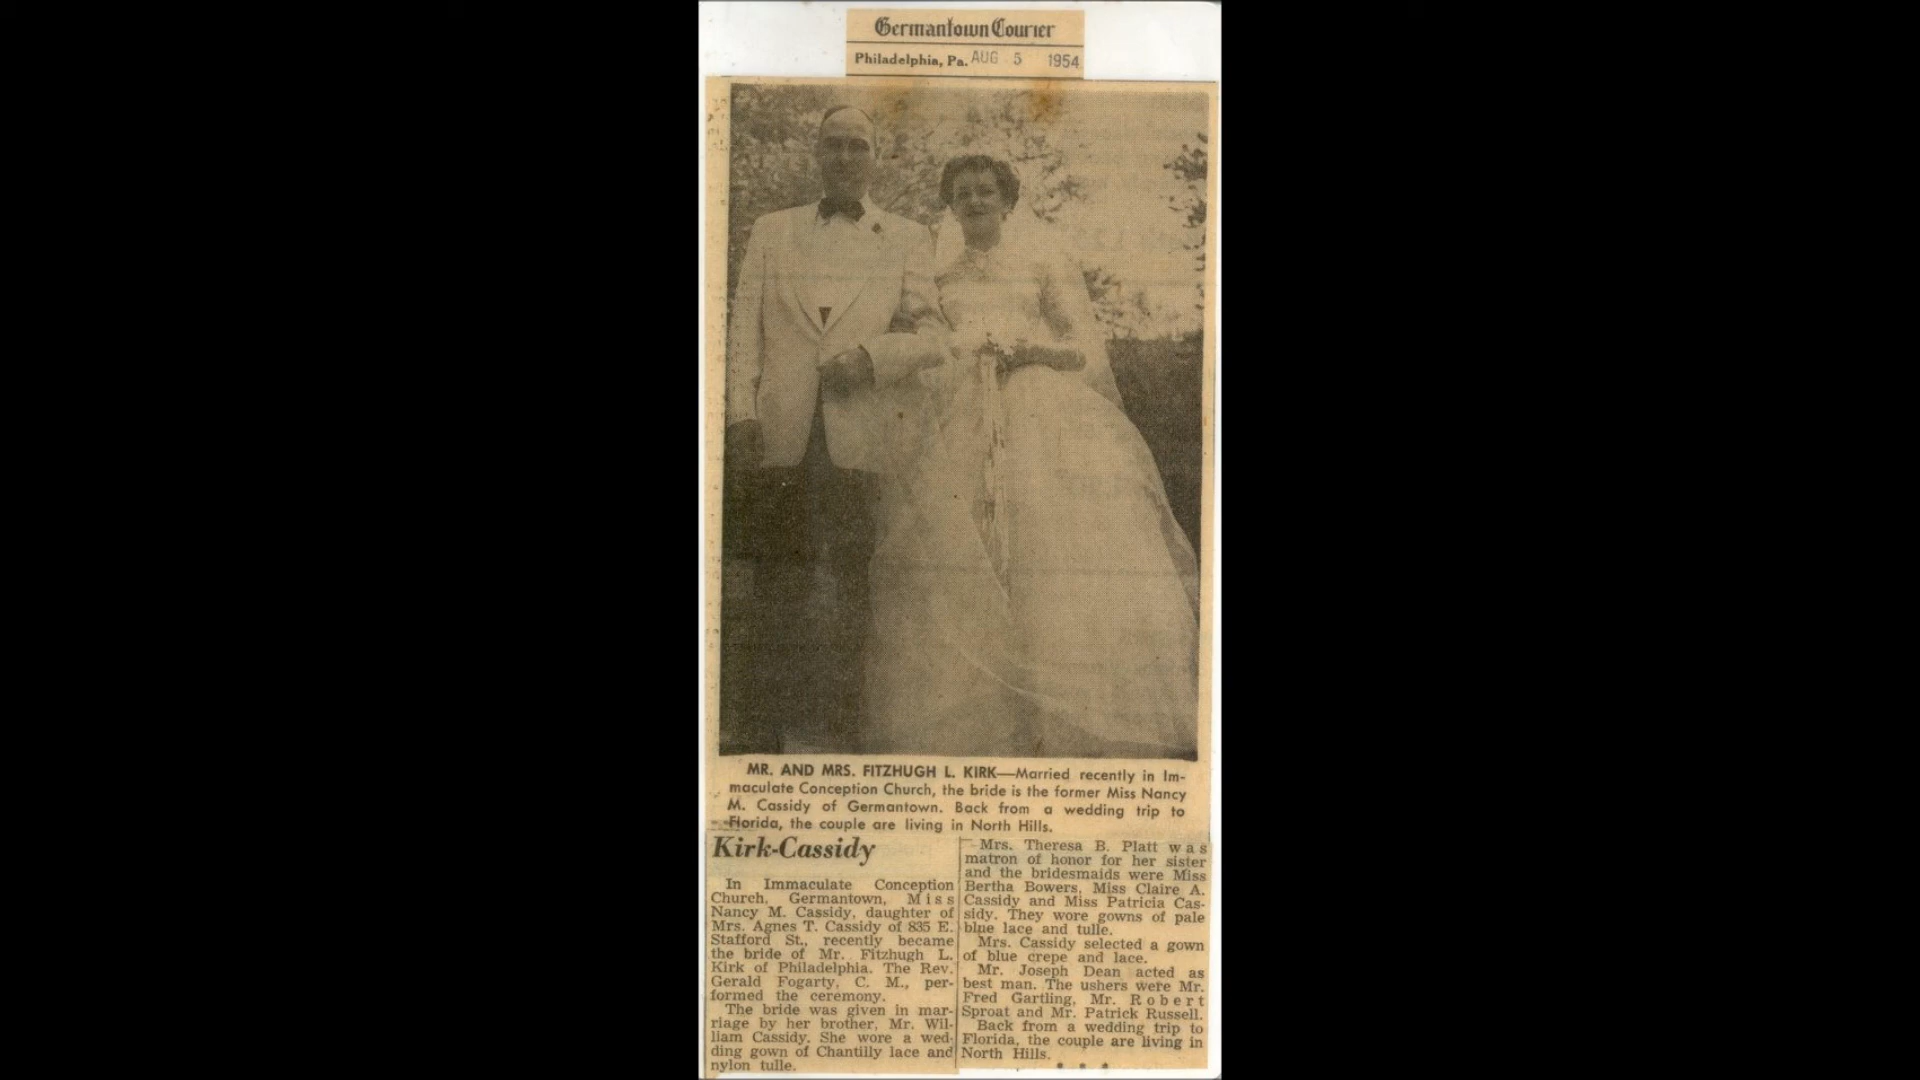 Germantown Courier
Philadelphia, Pa. AUG 5 1954
MR. AND MRS. FITZHUGH L. KIRK—Married recently in Im-
maculate Conception Church, the bride is the former Miss Nancy
M. Cassidy of Germantown. Back from a wedding trip to
Florida, the couple are living in North Hills.
Kirk-Cassidy
In Immaculate Conception
Church, Germantown, Miss
Nancy M. Cassidy, daughter of
Mrs. Agnes T. Cassidy of 835 E.
Stafford St., recently became
the bride of Mr. Fitzhugh L.
Kirk of Philadelphia. The Rev.
Gerald Fogarty, C. M., per-
formed the ceremony.
The bride was given in mar-
riage by her brother, Mr. Wil-
liam Cassidy. She wore a wed-
ding gown of Chantilly lace and
nylon tulle.
Mrs. Theresa B. Platt was
matron of honor for her sister
and the bridesmaids were Miss
Bertha Bowers, Miss Claire A.
Cassidy and Miss Patricia Cas-
sidy. They wore gowns of pale
blue lace and tulle.
Mrs. Cassidy selected a gown
of blue crepe and lace.
Mr. Joseph Dean acted as
best man. The ushers were Mr.
Fred Gartling, Mr. Robert
Sproat and Mr. Patrick Russell.
Back from a wedding trip to
Florida, the couple are living in
North Hills.